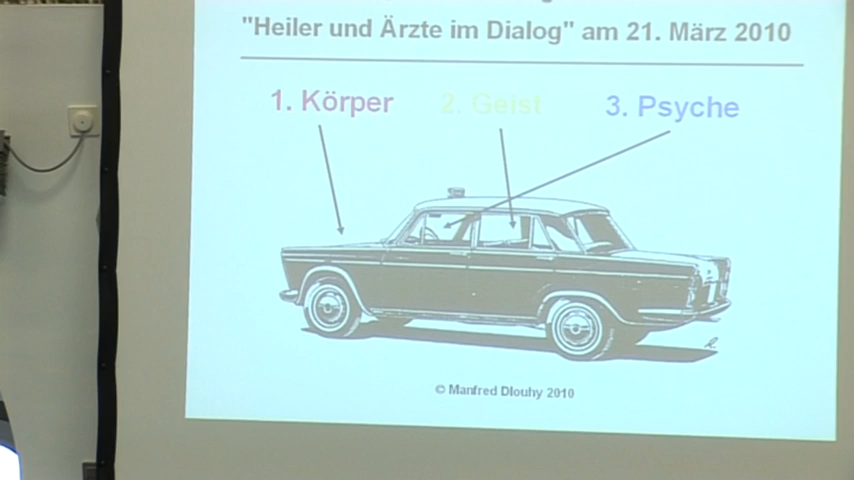 "Heiler und Ärzte im Dialog" am 21. März 2010
1. Körper 2. Geist 3. Psyche
© Manfred Dlouhy 2010